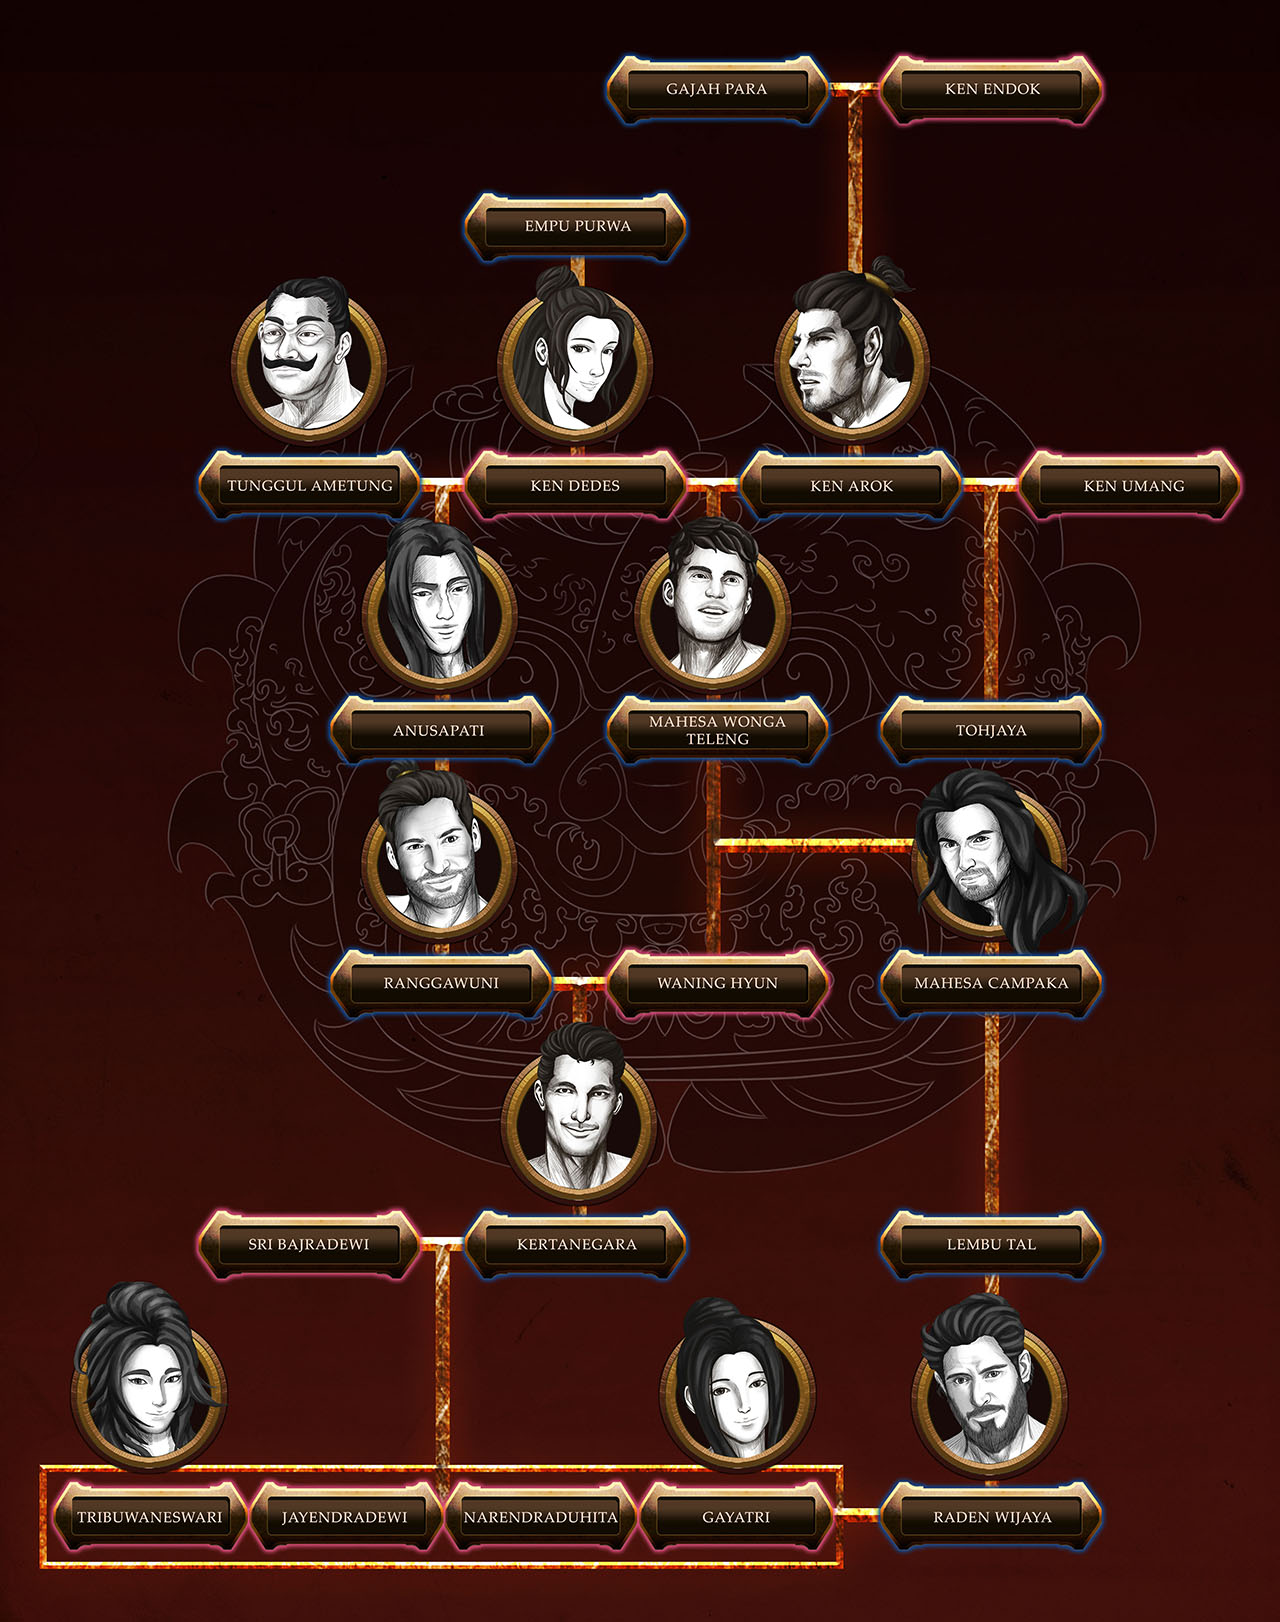 GAJAH PARA
KEN ENDOK
EMPU PURWA
TUNGGUL AMETUNG
KEN DEDES
KEN AROK
KEN UMANG
ANUSAPATI
MAHESA WONGA
TELENG
TOHJAYA
RANGGAWUNI
WANING HYUN
MAHESA CAMPAKA
SRI BAJRADEWI
KERTANEGARA
LEMBU TAL
TRIBUWANESWARI
JAYENDRADEWI
NARENDRADUHITA
GAYATRI
RADEN WIJAYA